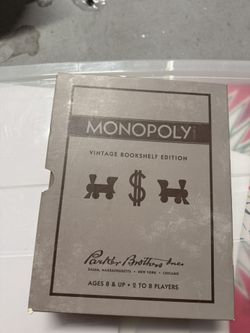 MONOPOLY
VINTAGE BOOKSHELF EDITION
$
Parker Brothers Inc.
SALEM, MASSACHUSETTS • NEW YORK • CHICAGO
AGES 8 & UP • 2 TO 8 PLAYERS